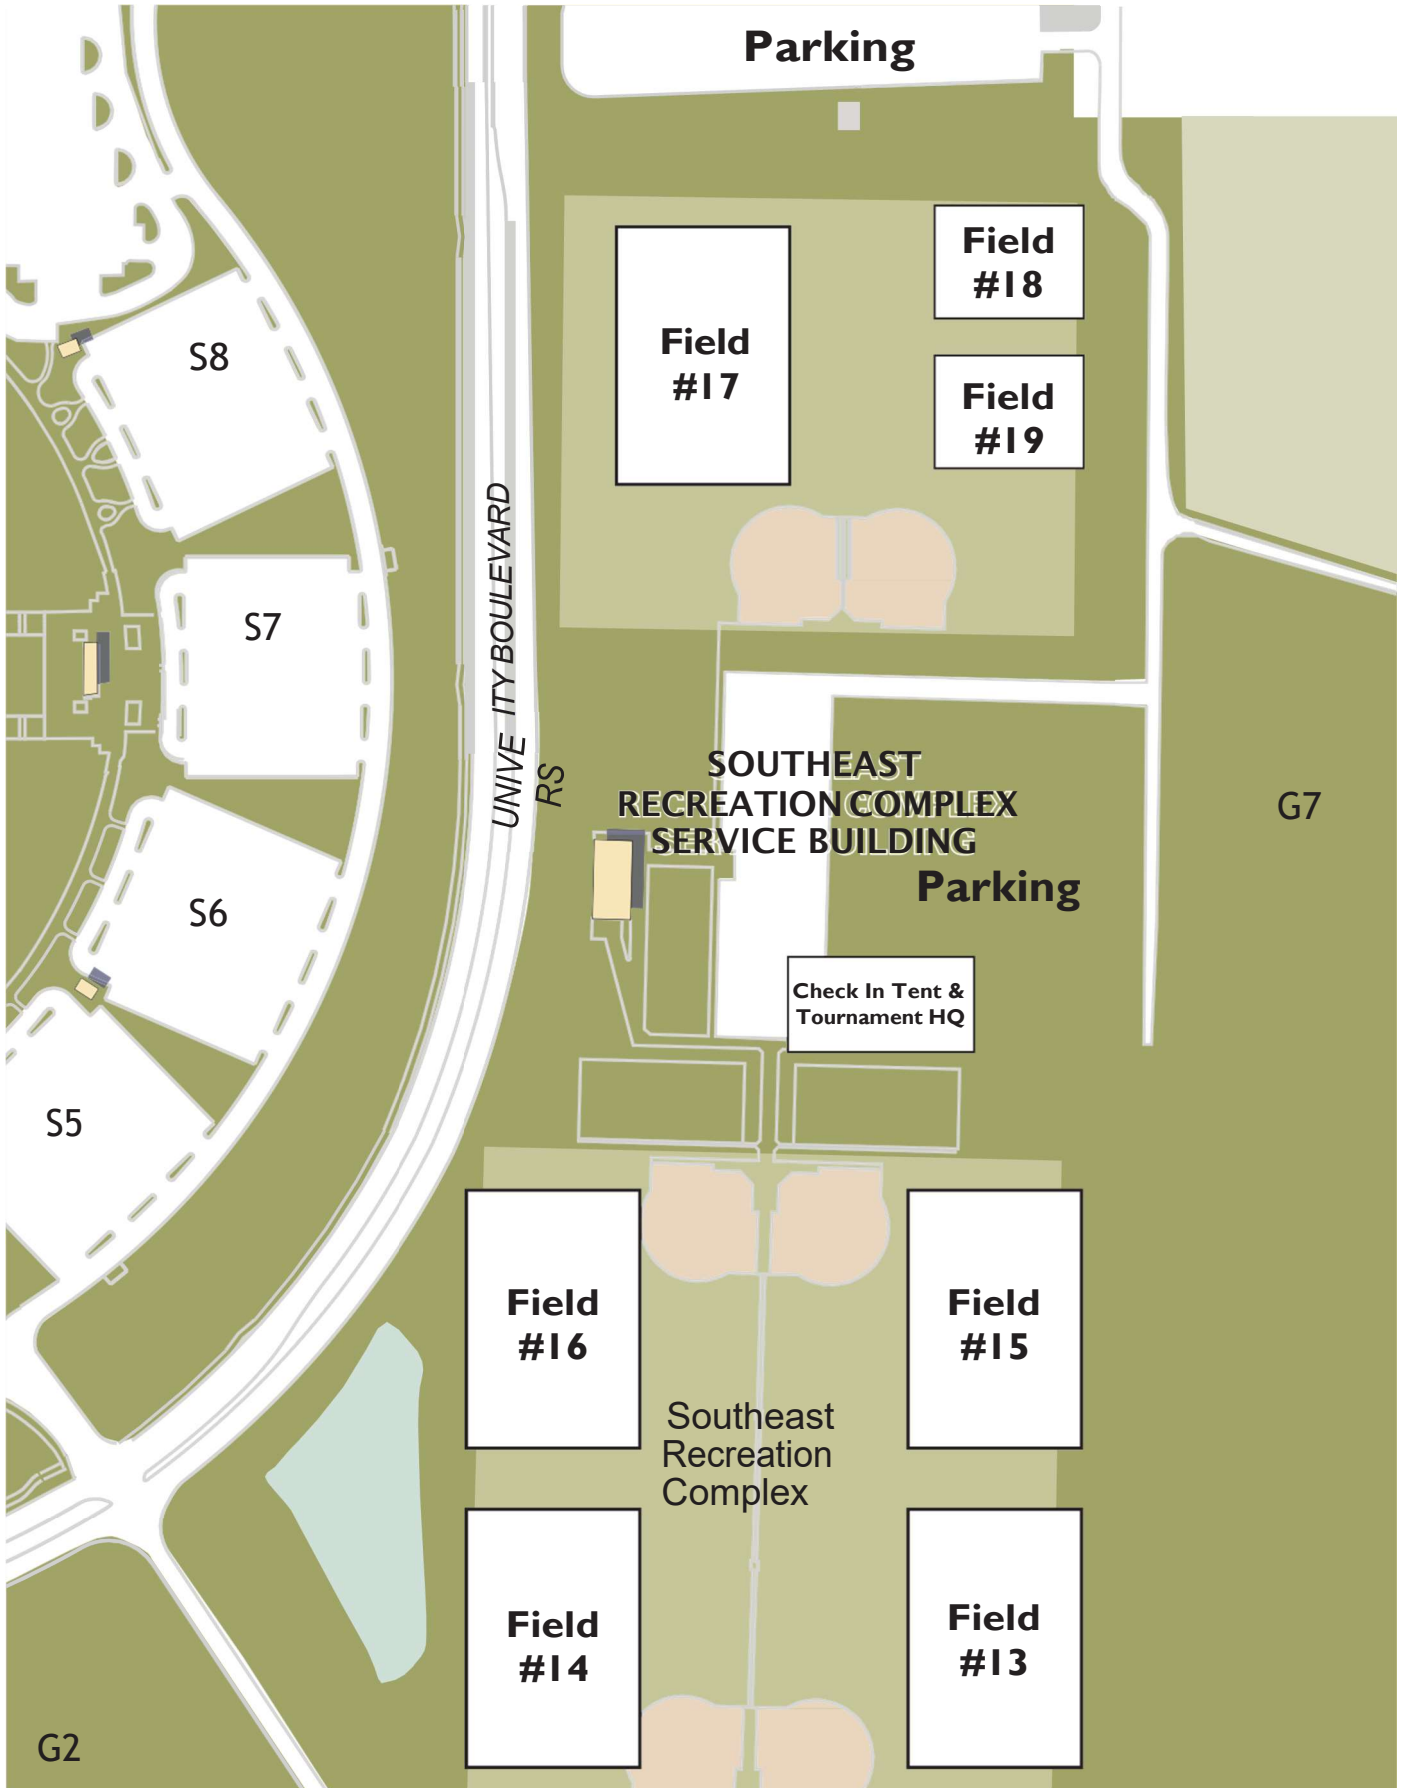 Parking
Field
#18
Field
#17
Field
#19
S8
S7
UNIVE RS ITY BOULEVARD
SOUTHEAST
RECREATION COMPLEX
SERVICE BUILDING
Parking
G7
S6
Check In Tent &
Tournament HQ
S5
Field
#16
Field
#15
Southeast
Recreation
Complex
Field
#14
Field
#13
G2